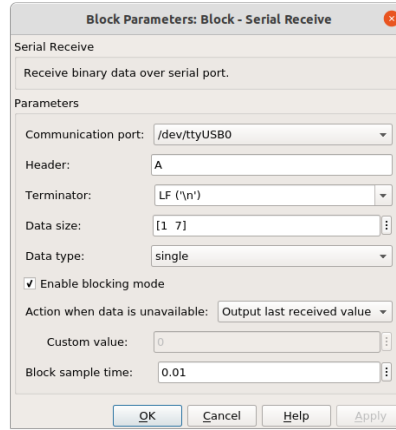 Block Parameters: Block - Serial Receive
Serial Receive
Receive binary data over serial port.
Parameters
Communication port: /dev/ttyUSB0
Header: A
Terminator: LF ('\n')
Data size: [1 7]
Data type: single
Enable blocking mode
Action when data is unavailable: Output last received value
Custom value: 0
Block sample time: 0.01
OK Cancel Help Apply